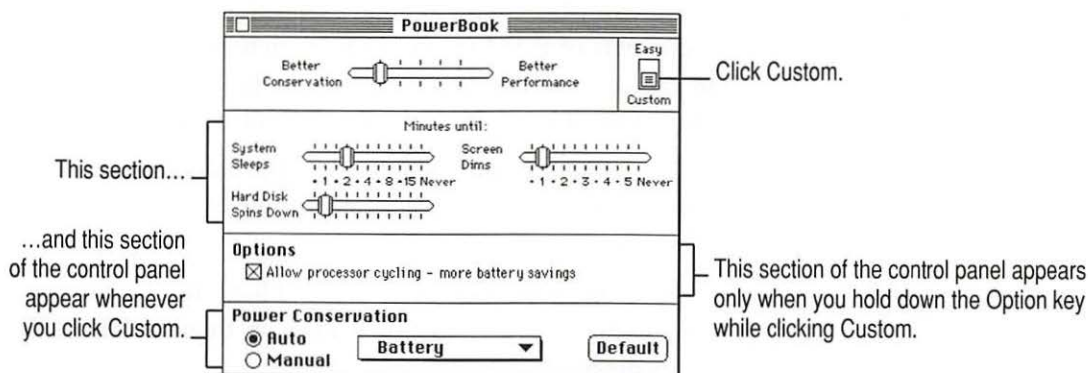 PowerBook
Better Conservation
Better Performance
Easy
Custom
Click Custom.
This section…
Minutes until:
System Sleeps
Screen Dims
• 1 • 2 • 4 • 8 • 15 Never
• 1 • 2 • 3 • 4 • 5 Never
Hard Disk Spins Down
…and this section
of the control panel
appear whenever
you click Custom.
Options
Allow processor cycling - more battery savings
This section of the control panel appears
only when you hold down the Option key
while clicking Custom.
Power Conservation
Auto
Manual
Battery
Default